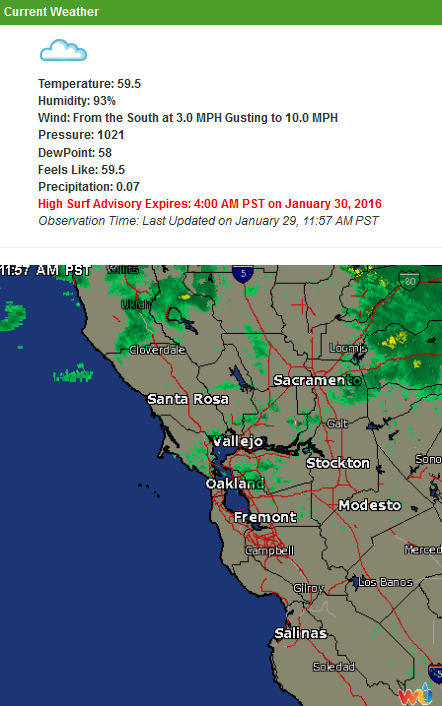 Current Weather
Temperature: 59.5
Humidity: 93%
Wind: From the South at 3.0 MPH Gusting to 10.0 MPH
Pressure: 1021
DewPoint: 58
Feels Like: 59.5
Precipitation: 0.07
High Surf Advisory Expires: 4:00 AM PST on January 30, 2016
Observation Time: Last Updated on January 29, 11:57 AM PST
11:57 AM PST
Willits
5
80
Ukiah
Cloverdale
Loumis
Sacramento
Santa Rosa
Galt
Vallejo
Stockton
Sono
Oakland
Modesto
Fremont
Campbell
Merced
Gilroy
Los Banos
Salinas
Soledad
5
WU